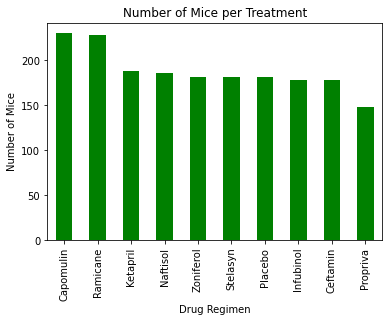 Number of Mice per Treatment
Number of Mice
200
150
100
50
0
Capomulin
Ramicane
Ketapril
Naftisol
Zoniferol
Stelasyn
Placebo
Infubinol
Ceftamin
Propriva
Drug Regimen